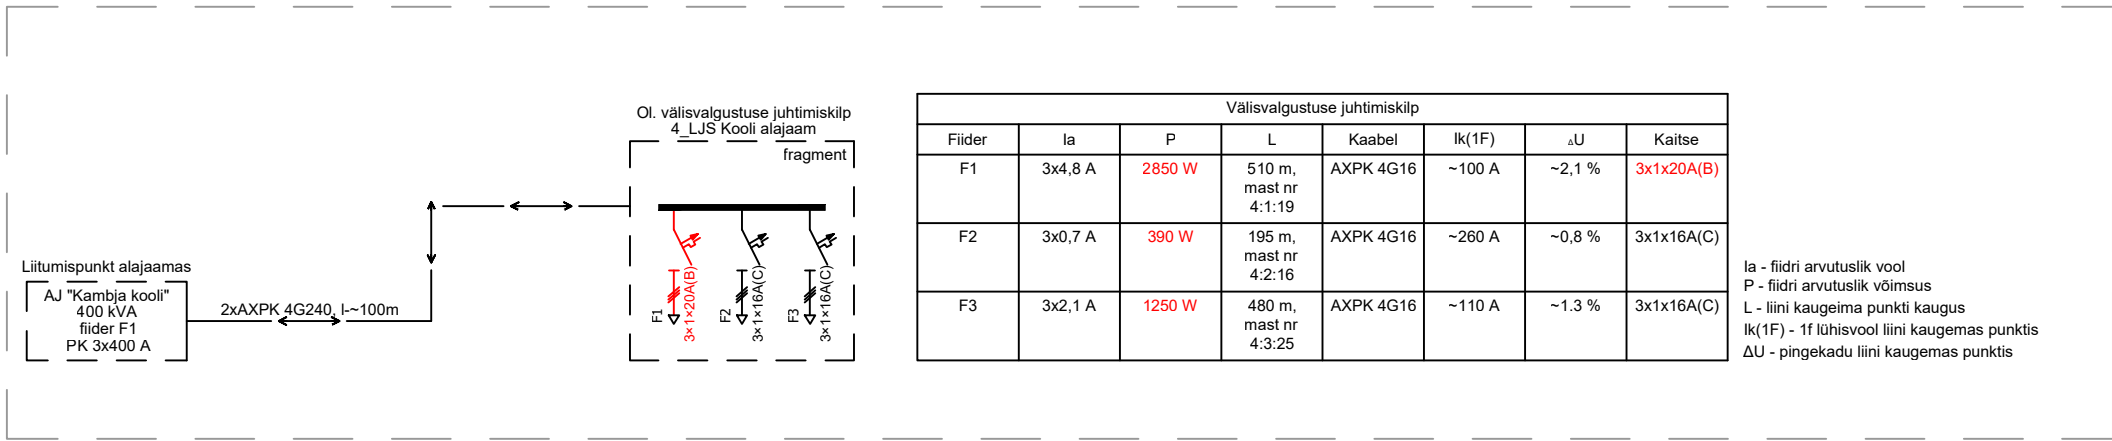 Liitumispunkt alajaamas
AJ "Kambja kooli"
400 kVA
fiider F1
PK 3x400 A
2xAXPK 4G240, l-~100m
Ol. välisvalgustuse juhtimiskilp
4_LJS Kooli alajaam
fragment
F1
3×1×20A(B)
F2
3×1×16A(C)
F3
3×1×16A(C)
Välisvalgustuse juhtimiskilp
Fiider Ia P L Kaabel Ik(1F) ΔU Kaitse
F1 3x4,8 A 2850 W 510 m, AXPK 4G16 ~100 A ~2,1 % 3x1x20A(B)
mast nr
4:1:19
F2 3x0,7 A 390 W 195 m, AXPK 4G16 ~260 A ~0,8 % 3x1x16A(C)
mast nr
4:2:16
F3 3x2,1 A 1250 W 480 m, AXPK 4G16 ~110 A ~1.3 % 3x1x16A(C)
mast nr
4:3:25
Ia - fiidri arvutuslik vool
P - fiidri arvutuslik võimsus
L - liini kaugeima punkti kaugus
Ik(1F) - 1f lühisvool liini kaugemas punktis
ΔU - pingekadu liini kaugemas punktis